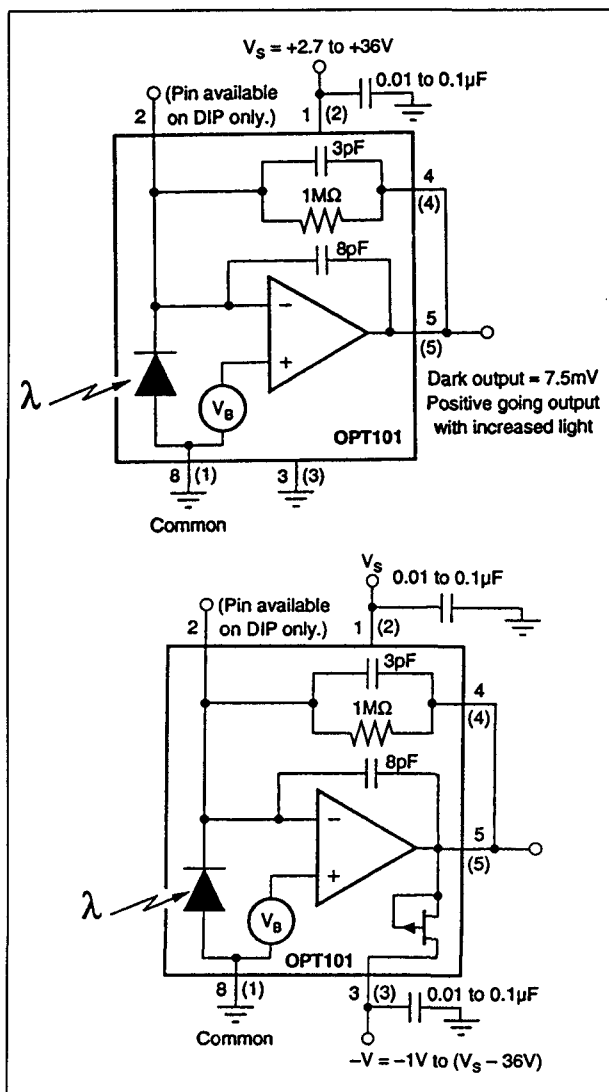 V_S = +2.7 to +36V
(Pin available
on DIP only.)
0.01 to 0.1µF
2
1 (2)
3pF
1MΩ
4
(4)
8pF
−
+
5
(5)
λ
V_B
OPT101
Dark output = 7.5mV
Positive going output
with increased light
8 (1)
3 (3)
Common
V_S
(Pin available
on DIP only.)
0.01 to 0.1µF
2
1 (2)
3pF
1MΩ
4
(4)
8pF
−
+
5
(5)
λ
V_B
OPT101
8 (1)
3 (3)
0.01 to 0.1µF
Common
−V = −1V to (V_S − 36V)